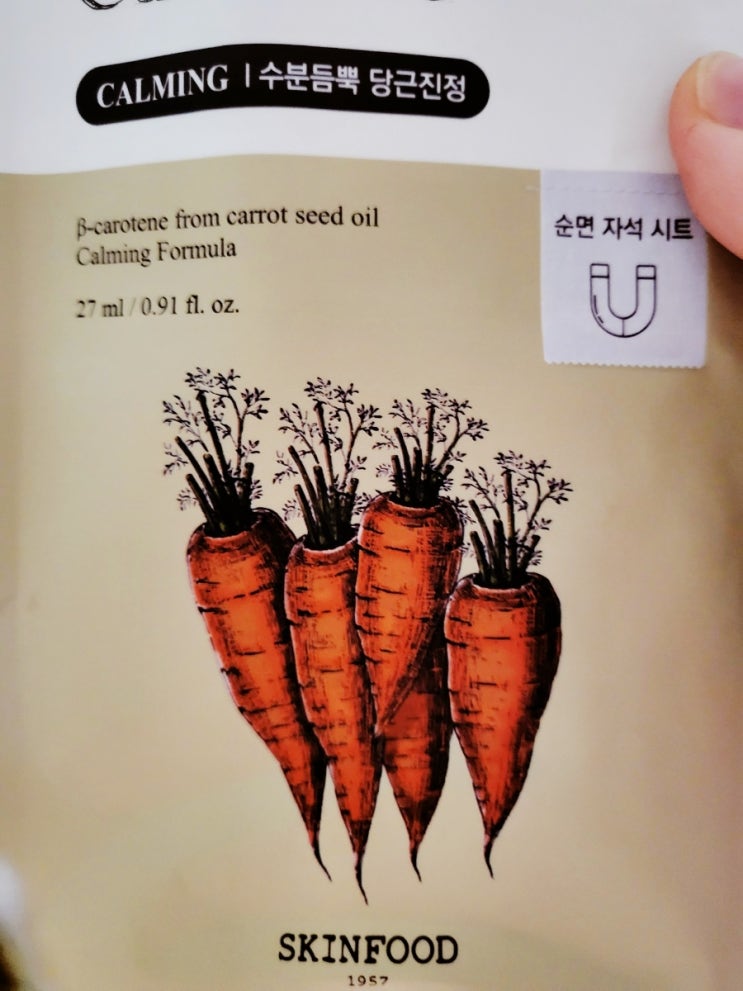 CALMING | 수분듬뿍 당근진정
β-carotene from carrot seed oil
Calming Formula
27 ml / 0.91 fl. oz.
순면 자석 시트
SKINFOOD
1957